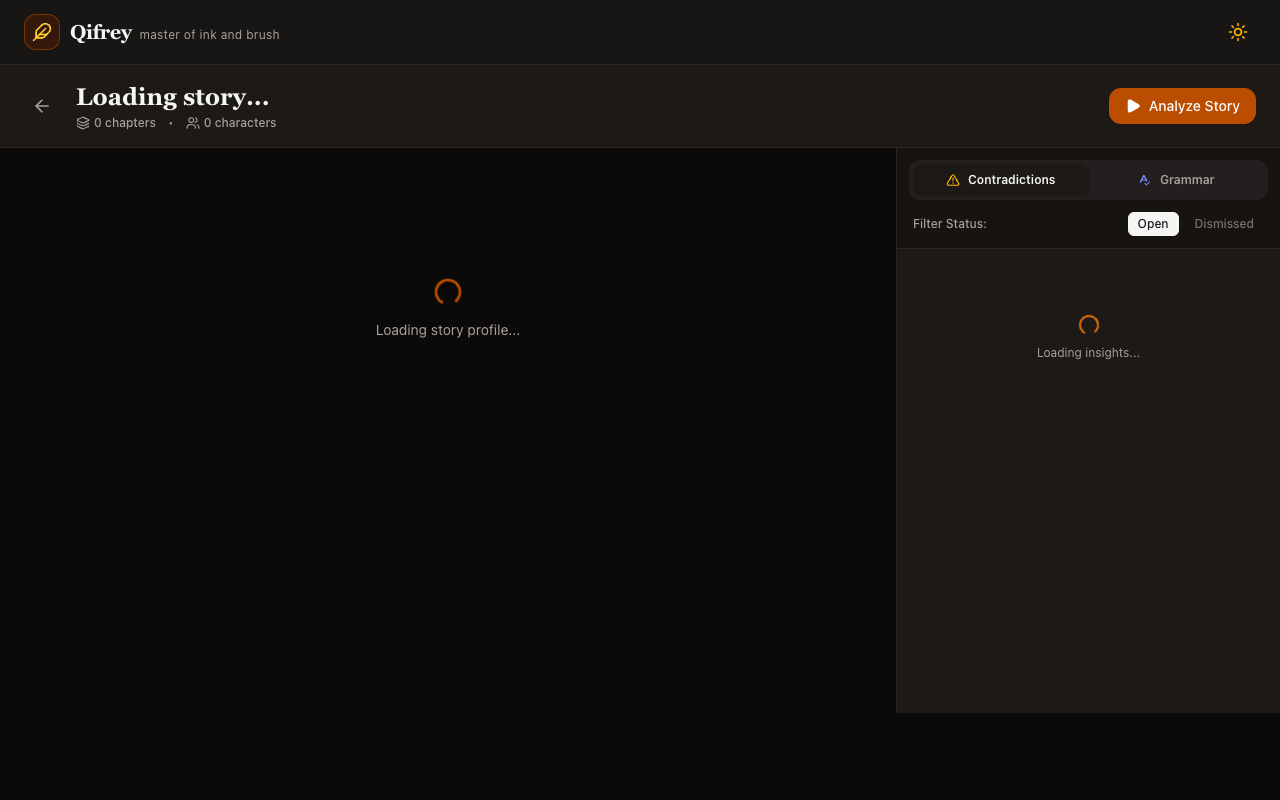 Qifrey master of ink and brush
Loading story...
0 chapters • 0 characters
Analyze Story
Contradictions
Grammar
Filter Status:
Open
Dismissed
Loading story profile...
Loading insights...